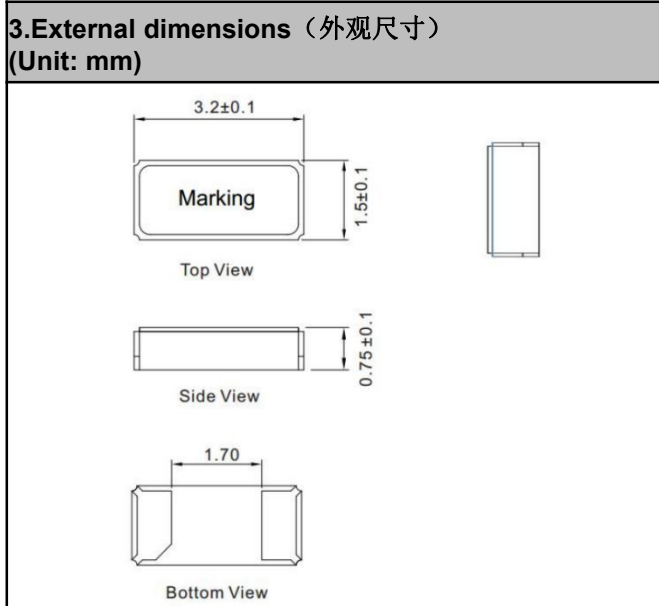 3.External dimensions（外观尺寸）
(Unit: mm)
3.2±0.1
Marking
1.5±0.1
Top View
0.75±0.1
Side View
1.70
Bottom View